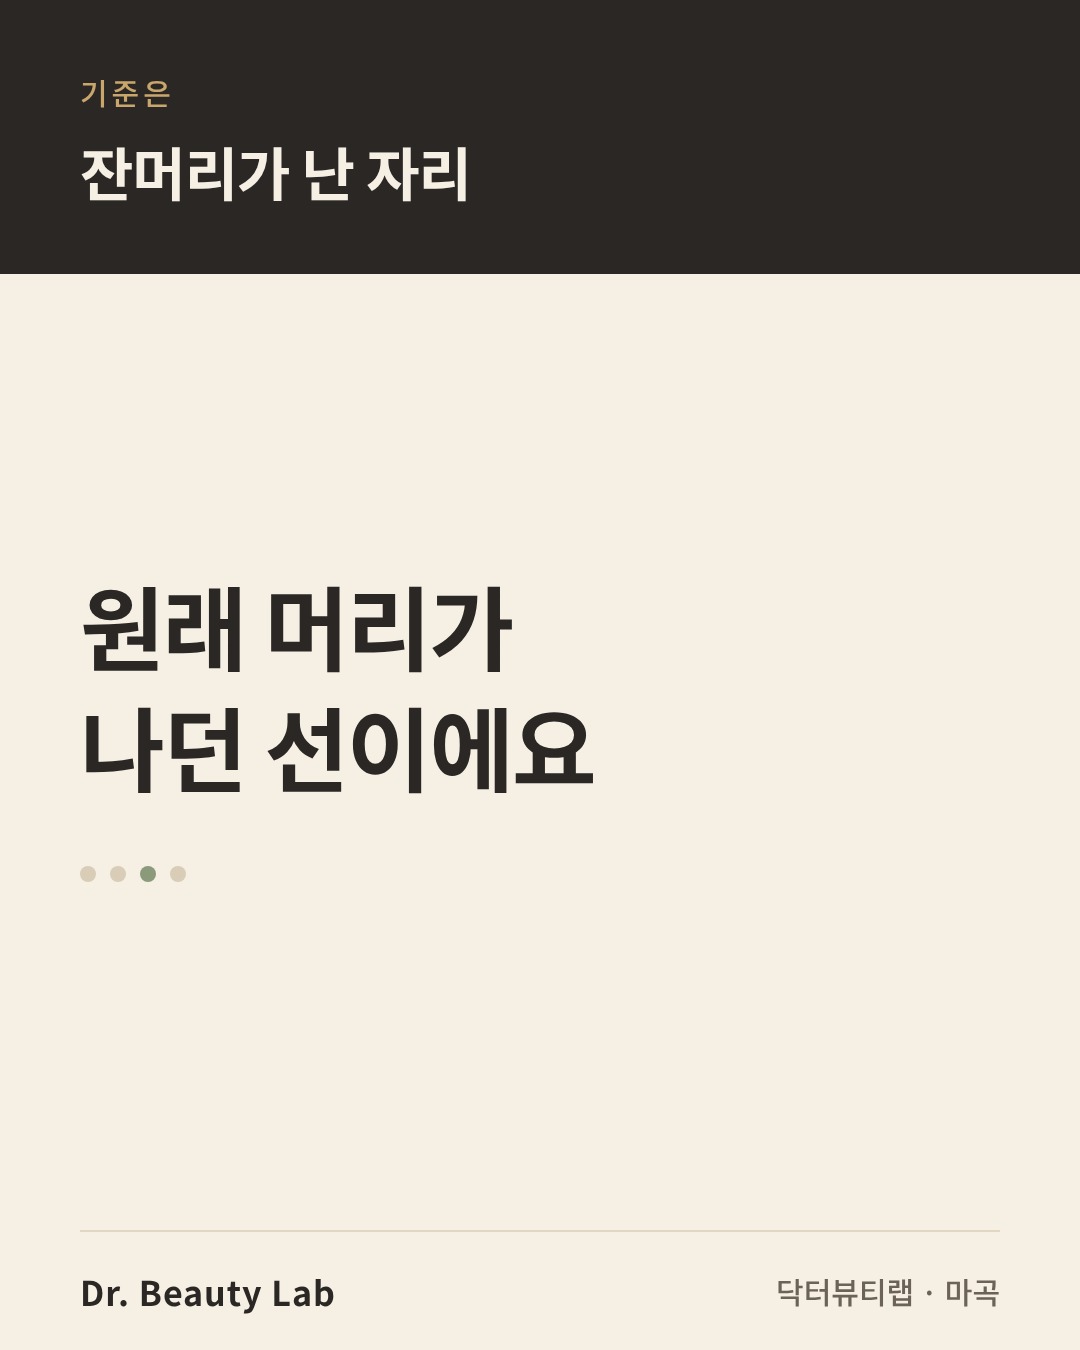 기준은
잔머리가 난 자리
원래 머리가
나던 선이에요
Dr. Beauty Lab
닥터뷰티랩 · 마곡